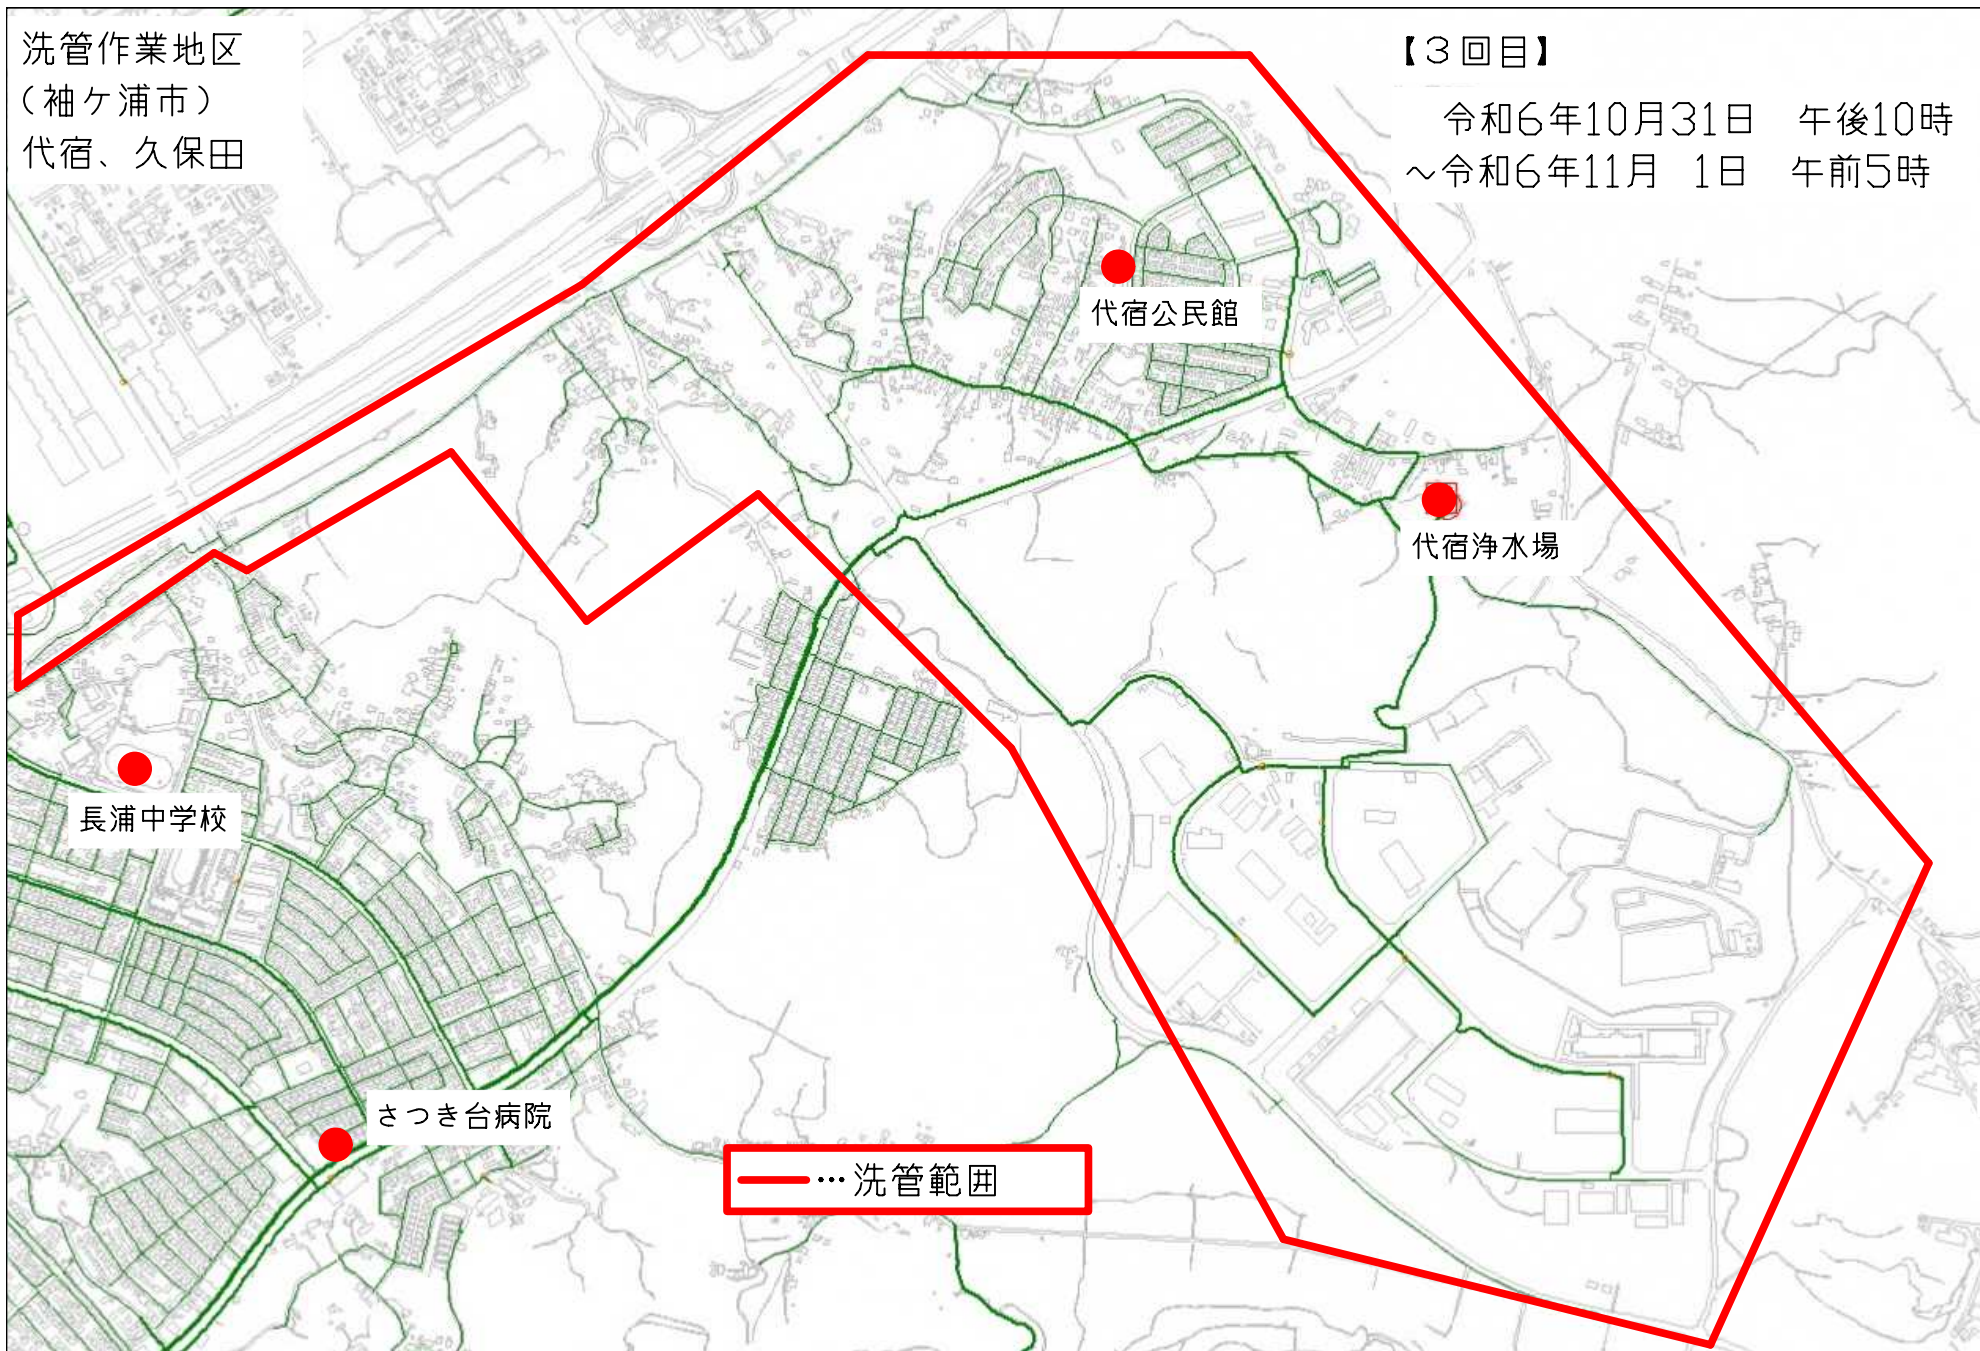 洗管作業地区
（袖ケ浦市）
代宿、久保田
【３回目】
令和6年10月31日　午後10時
～令和6年11月　1日　午前5時
代宿公民館
代宿浄水場
長浦中学校
さつき台病院
…洗管範囲